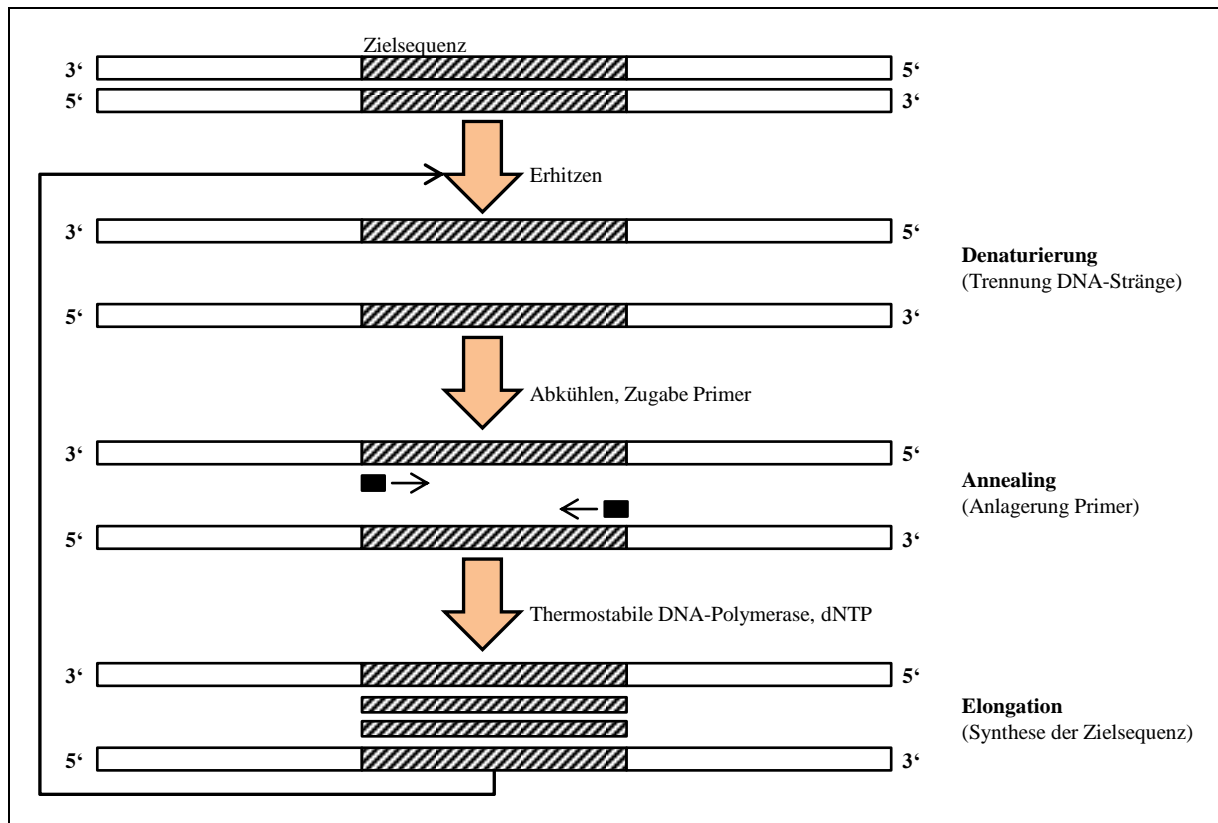 Zielsequenz
3‘ 5‘
5‘ 3‘
Erhitzen
3‘ 5‘
Denaturierung
(Trennung DNA-Stränge)
5‘ 3‘
Abkühlen, Zugabe Primer
3‘ 5‘
Annealing
(Anlagerung Primer)
5‘ 3‘
Thermostabile DNA-Polymerase, dNTP
3‘ 5‘
Elongation
(Synthese der Zielsequenz)
5‘ 3‘